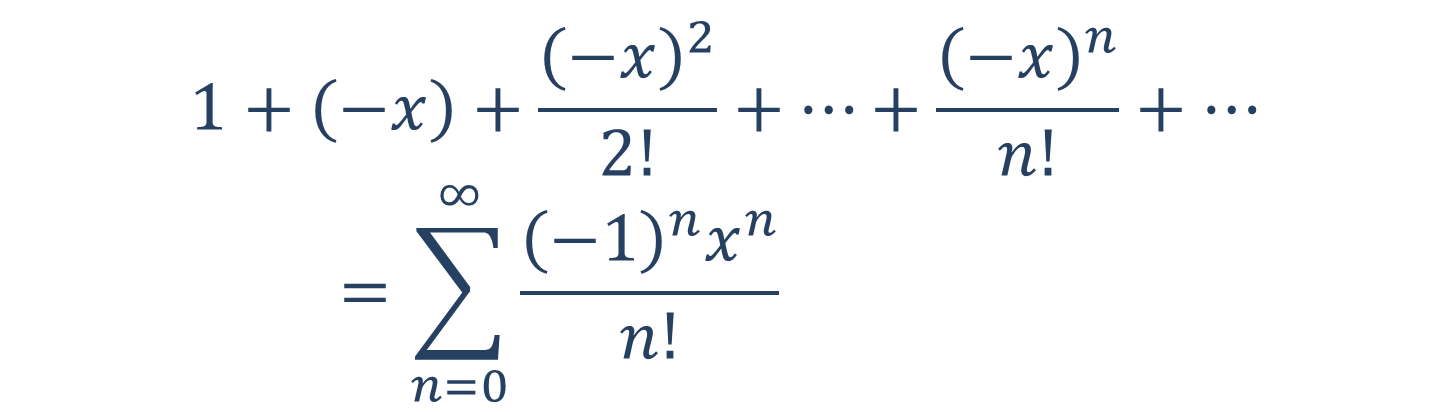 1 + (−x) + (−x)²/2! + ⋯ + (−x)ⁿ/n! + ⋯
= ∑_{n=0}^{∞} (−1)ⁿxⁿ/n!